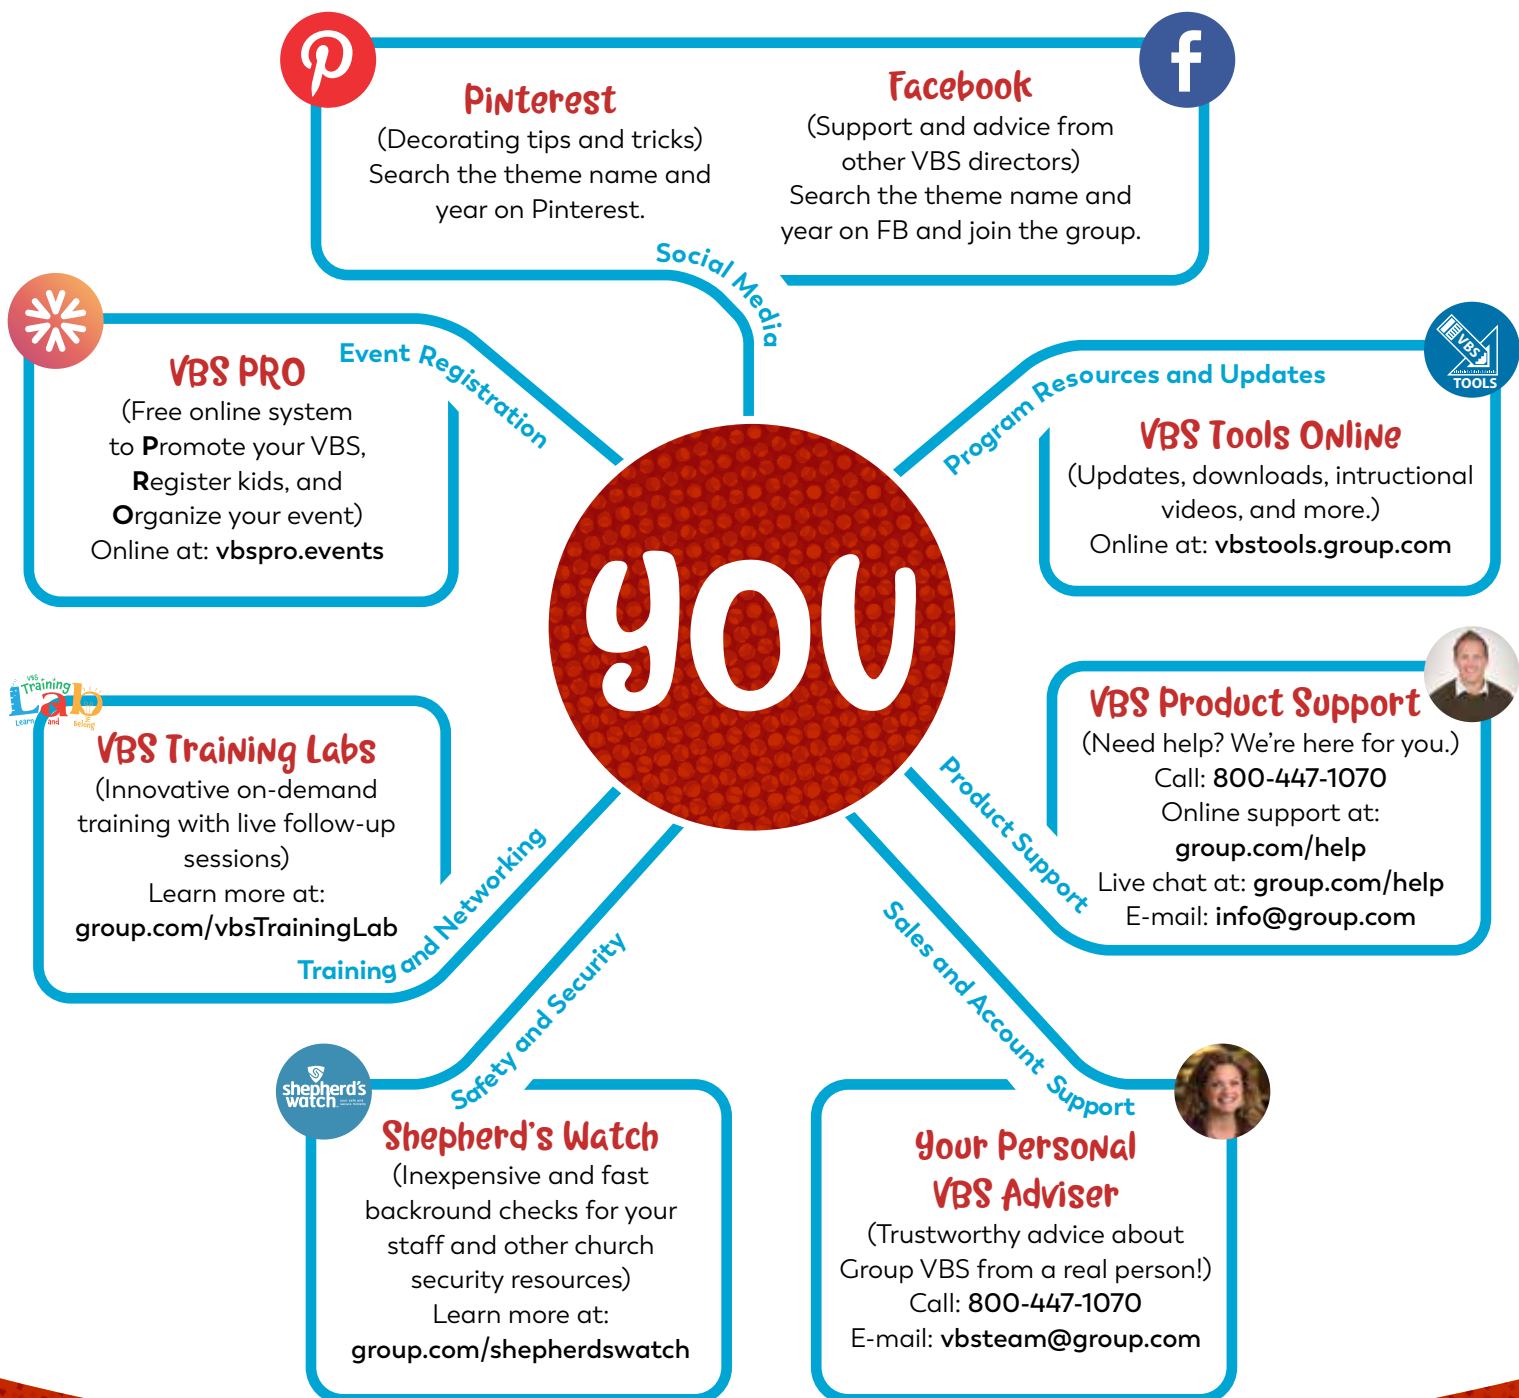 Pinterest
(Decorating tips and tricks)
Search the theme name and
year on Pinterest.
Facebook
(Support and advice from
other VBS directors)
Search the theme name and
year on FB and join the group.
Social Media
Event Registration
VBS PRO
(Free online system
to Promote your VBS,
Register kids, and
Organize your event)
Online at: vbspro.events
Program Resources and Updates
VBS
TOOLS
VBS Tools Online
(Updates, downloads, intructional
videos, and more.)
Online at: vbstools.group.com
YOU
VBS
Training
Lab
Learn and Belong
VBS Training Labs
(Innovative on-demand
training with live follow-up
sessions)
Learn more at:
group.com/vbsTrainingLab
Training and Networking
VBS Product Support
(Need help? We're here for you.)
Call: 800-447-1070
Online support at:
group.com/help
Live chat at: group.com/help
E-mail: info@group.com
Product Support
Safety and Security
shepherd's
watch
Shepherd's Watch
(Inexpensive and fast
backround checks for your
staff and other church
security resources)
Learn more at:
group.com/shepherdswatch
Sales and Account Support
Your Personal
VBS Adviser
(Trustworthy advice about
Group VBS from a real person!)
Call: 800-447-1070
E-mail: vbsteam@group.com